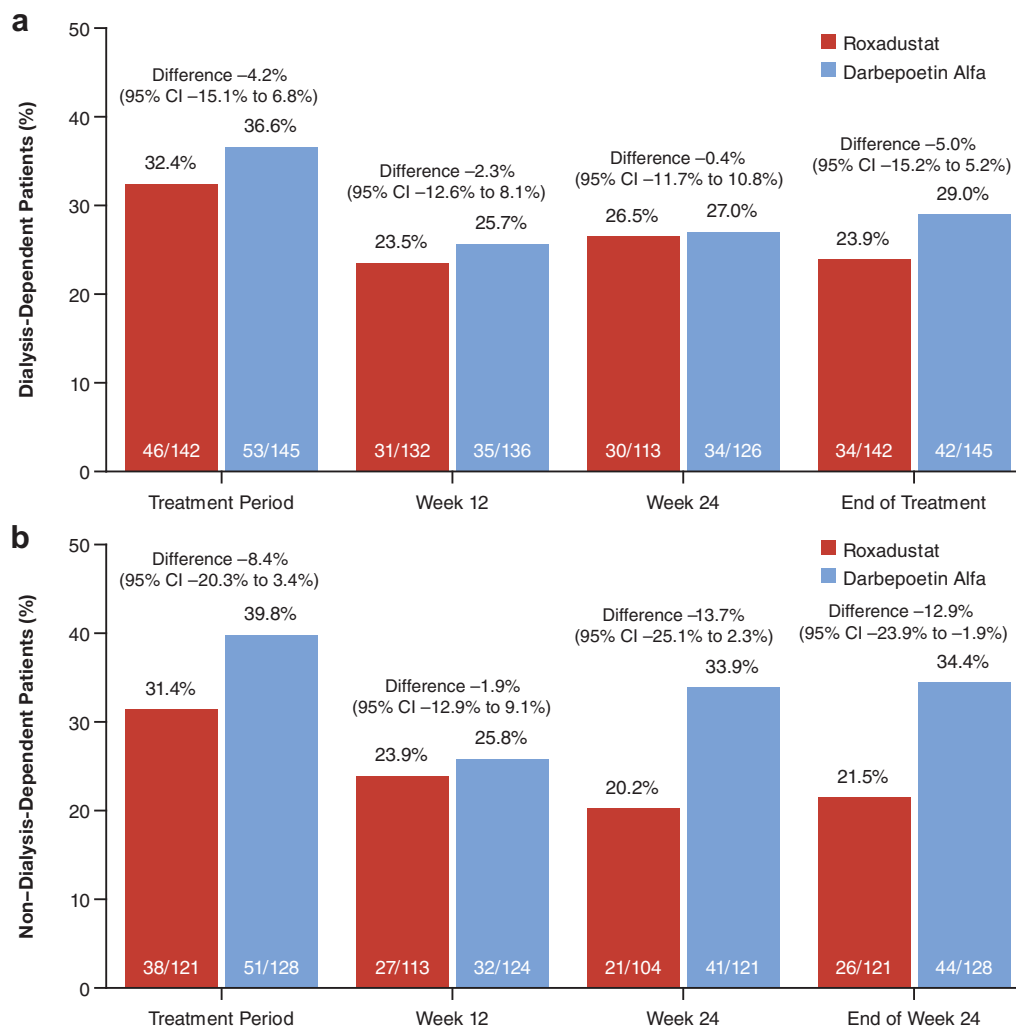 a
Dialysis-Dependent Patients (%)
50
40
30
20
10
0
Roxadustat
Darbepoetin Alfa
Difference –4.2%
(95% CI –15.1% to 6.8%)
32.4%
36.6%
46/142
53/145
Treatment Period
Difference –2.3%
(95% CI –12.6% to 8.1%)
23.5%
25.7%
31/132
35/136
Week 12
Difference –0.4%
(95% CI –11.7% to 10.8%)
26.5%
27.0%
30/113
34/126
Week 24
Difference –5.0%
(95% CI –15.2% to 5.2%)
23.9%
29.0%
34/142
42/145
End of Treatment
b
Non–Dialysis-Dependent Patients (%)
50
40
30
20
10
0
Roxadustat
Darbepoetin Alfa
Difference –8.4%
(95% CI –20.3% to 3.4%)
31.4%
39.8%
38/121
51/128
Treatment Period
Difference –1.9%
(95% CI –12.9% to 9.1%)
23.9%
25.8%
27/113
32/124
Week 12
Difference –13.7%
(95% CI –25.1% to 2.3%)
20.2%
33.9%
21/104
41/121
Week 24
Difference –12.9%
(95% CI –23.9% to –1.9%)
21.5%
34.4%
26/121
44/128
End of Week 24